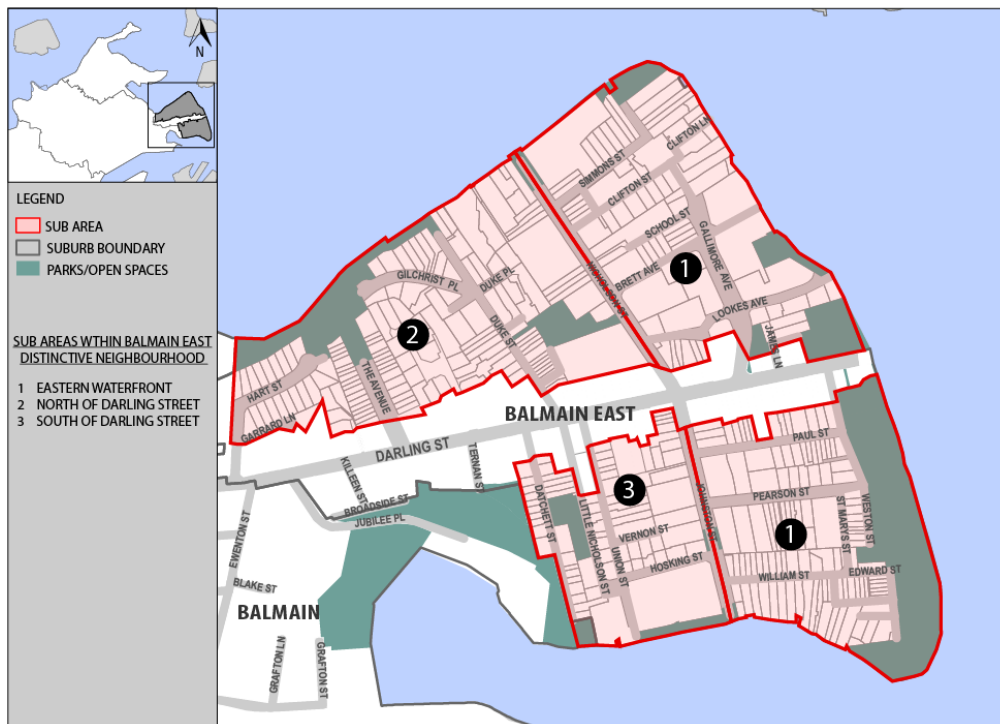 N
LEGEND
SUB AREA
SUBURB BOUNDARY
PARKS/OPEN SPACES
SUB AREAS WTHIN BALMAIN EAST
DISTINCTIVE NEIGHBOURHOOD
1 EASTERN WATERFRONT
2 NORTH OF DARLING STREET
3 SOUTH OF DARLING STREET
CLIFTON LN
SIMMONS ST
CLIFTON ST
SCHOOL ST
GALLIMORE AVE
BRETT AVE
1
NICHOLSON ST
LOOKES AVE
JAMES LN
GILCHRIST PL
DUKE PL
DUKE ST
2
THE AVENUE
HART ST
GARRARD LN
BALMAIN EAST
DARLING ST
KILLEEN ST
TERNAN ST
BROADSIDE ST
JUBILEE PL
EWENTON ST
BLAKE ST
BALMAIN
GRAFTON LN
GRAFTON ST
DATCHETT ST
LITTLE NICHOLSON ST
UNION ST
3
VERNON ST
HOSKING ST
JOHNSTON ST
PAUL ST
PEARSON ST
ST MARYS ST
WESTON ST
1
WILLIAM ST
EDWARD ST